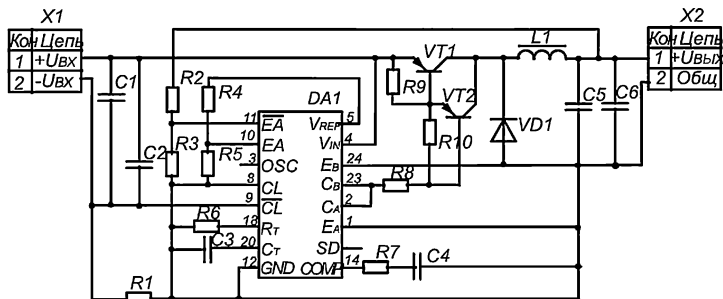 X1
Кон Цепь
1 +UВХ
2 -UВХ
C1
C2
R1
R2
R4
R3
R5
R6
C3
DA1
11 EA
10 EA
3 OSC
8 CL
9 CL
18 RT
20 CT
12 GND
VREF 5
VIN 4
EB 24
CB 23
CA 2
EA 1
SD
COMP 14
R7
C4
R8
R9
R10
VT1
VT2
L1
VD1
C5
C6
X2
Кон Цепь
1 +UВЫХ
2 Общ